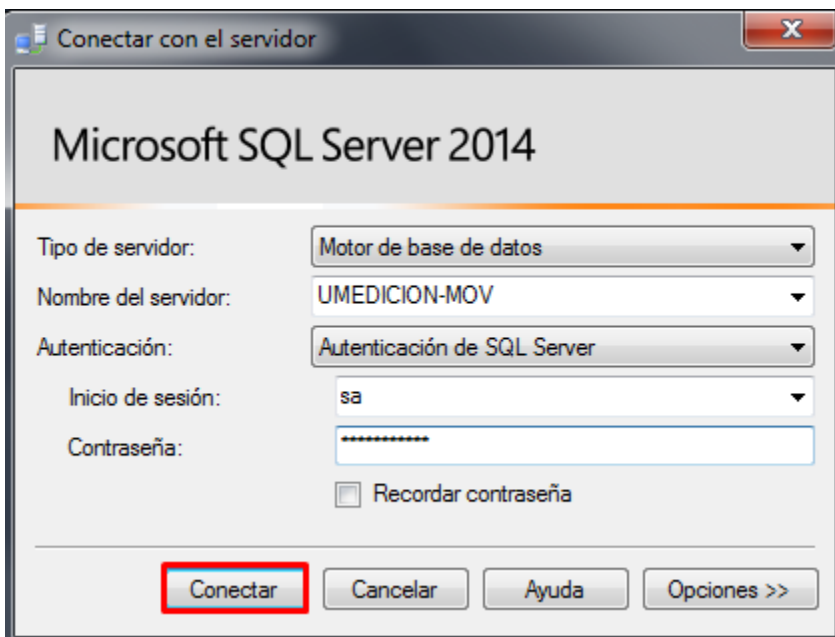 Conectar con el servidor
Microsoft SQL Server 2014
Tipo de servidor: Motor de base de datos
Nombre del servidor: UMEDICION-MOV
Autenticación: Autenticación de SQL Server
Inicio de sesión: sa
Contraseña: ***********
Recordar contraseña
Conectar Cancelar Ayuda Opciones >>